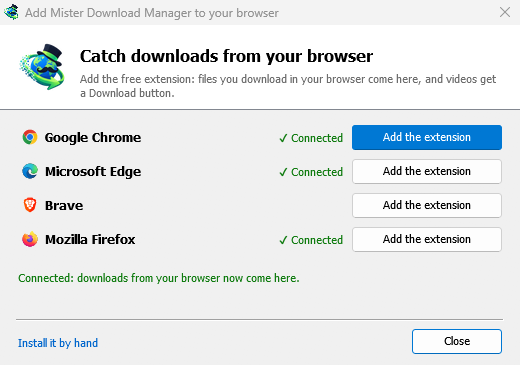 Add Mister Download Manager to your browser
Catch downloads from your browser
Add the free extension: files you download in your browser come here, and videos get
a Download button.
Google Chrome ✓ Connected Add the extension
Microsoft Edge ✓ Connected Add the extension
Brave Add the extension
Mozilla Firefox ✓ Connected Add the extension
Connected: downloads from your browser now come here.
Install it by hand Close